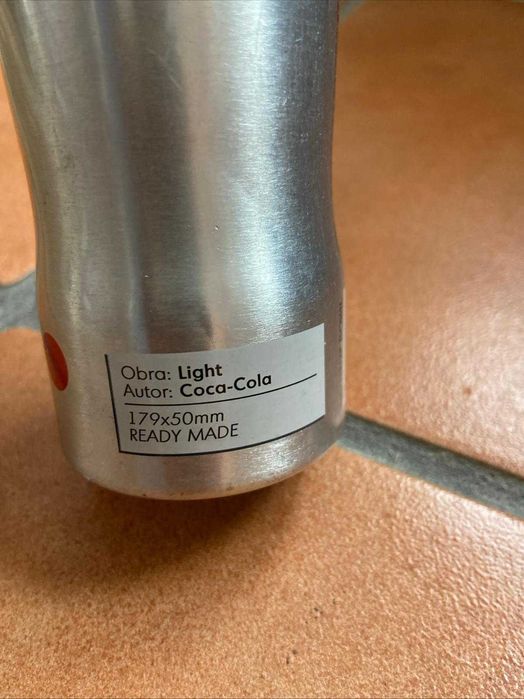 Obra: Light
Autor: Coca-Cola
179x50mm
READY MADE